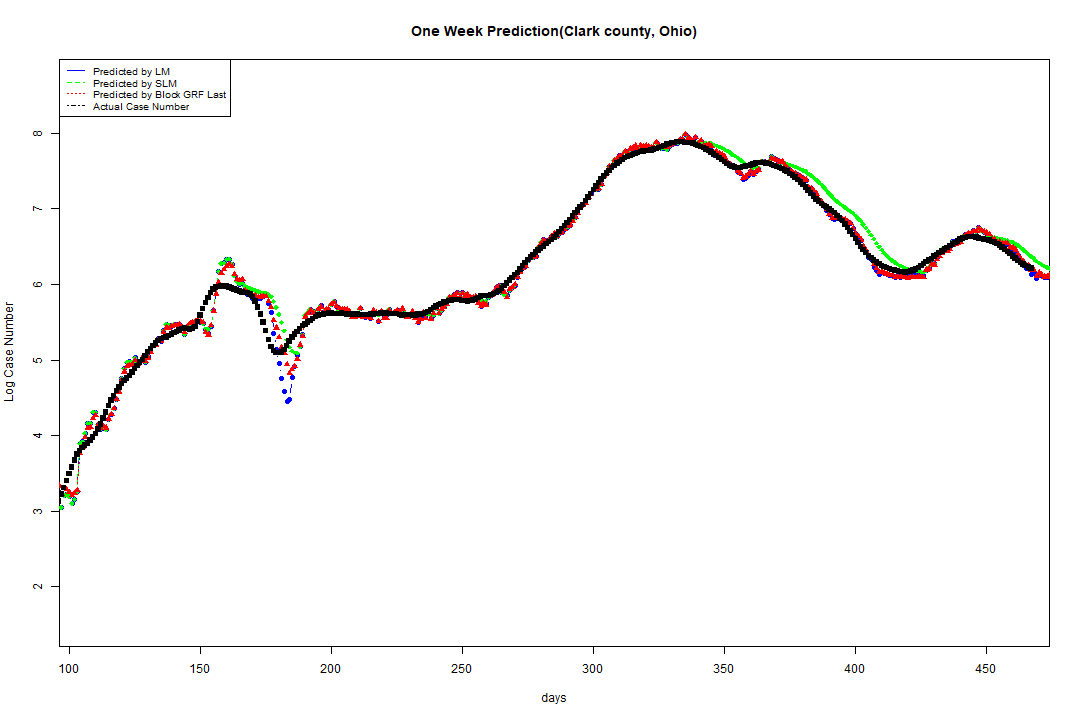 One Week Prediction(Clark county, Ohio)
Predicted by LM
Predicted by SLM
Predicted by Block GRF Last
Actual Case Number
8
7
6
5
4
3
2
Log Case Number
100 150 200 250 300 350 400 450
days